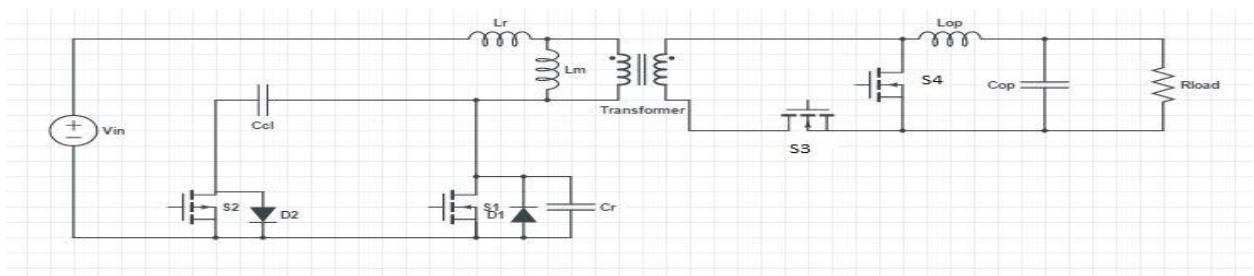 Lr
Lop
Lm
S4
Cop
Rload
Transformer
Vin
Ccl
S3
S2
D2
S1
D1
Cr